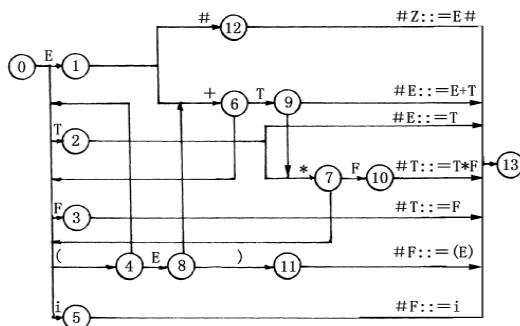 # 12 #Z::=E#
0 E 1
+ 6 T 9 #E::=E+T
#E::=T
T 2
13
* 7 F 10 #T::=T*F
F 3 #T::=F
( 4 E 8 ) 11 #F::=(E)
i 5 #F::=i